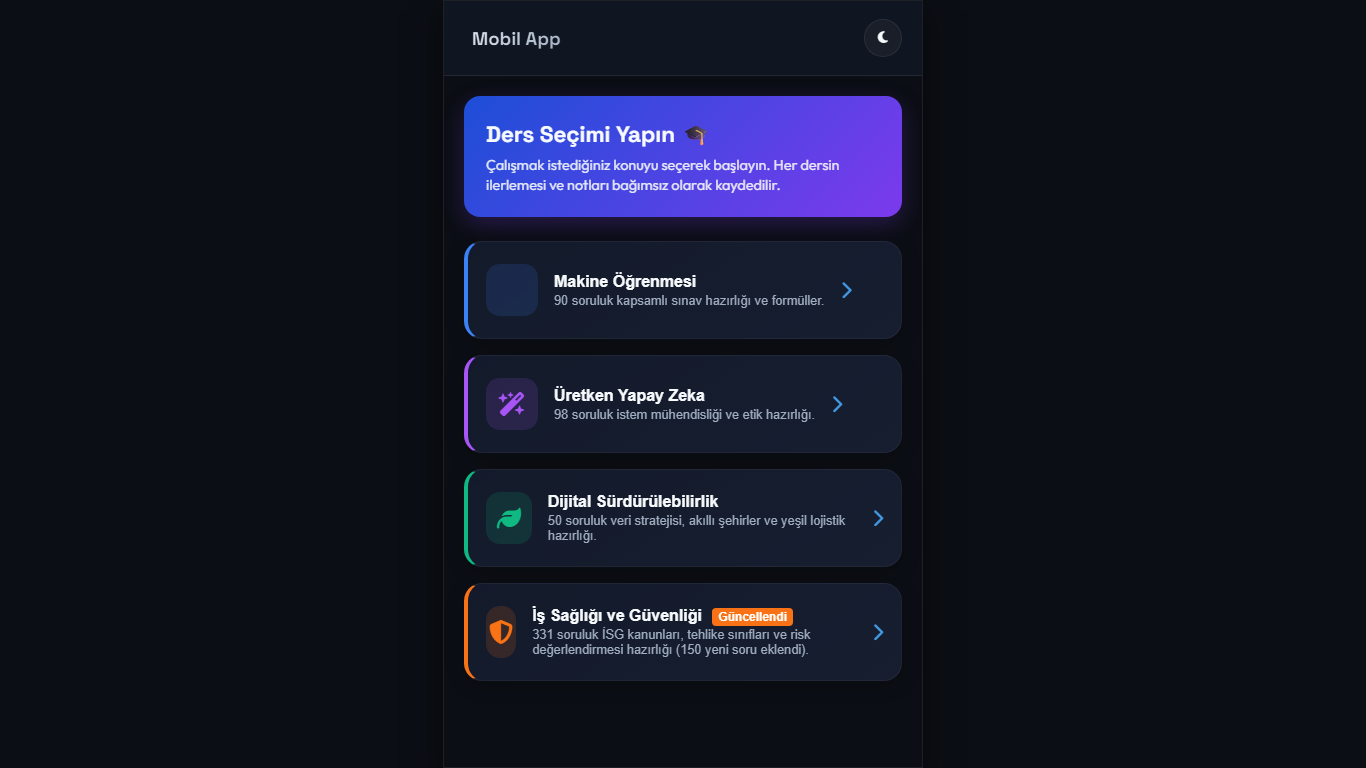 Mobil App
Ders Seçimi Yapın 🎓
Çalışmak istediğiniz konuyu seçerek başlayın. Her dersin
ilerlemesi ve notları bağımsız olarak kaydedilir.
Makine Öğrenmesi
90 soruluk kapsamlı sınav hazırlığı ve formüller.
Üretken Yapay Zeka
98 soruluk istem mühendisliği ve etik hazırlığı.
Dijital Sürdürülebilirlik
50 soruluk veri stratejisi, akıllı şehirler ve yeşil lojistik
hazırlığı.
İş Sağlığı ve Güvenliği Güncellendi
331 soruluk İSG kanunları, tehlike sınıfları ve risk
değerlendirmesi hazırlığı (150 yeni soru eklendi).